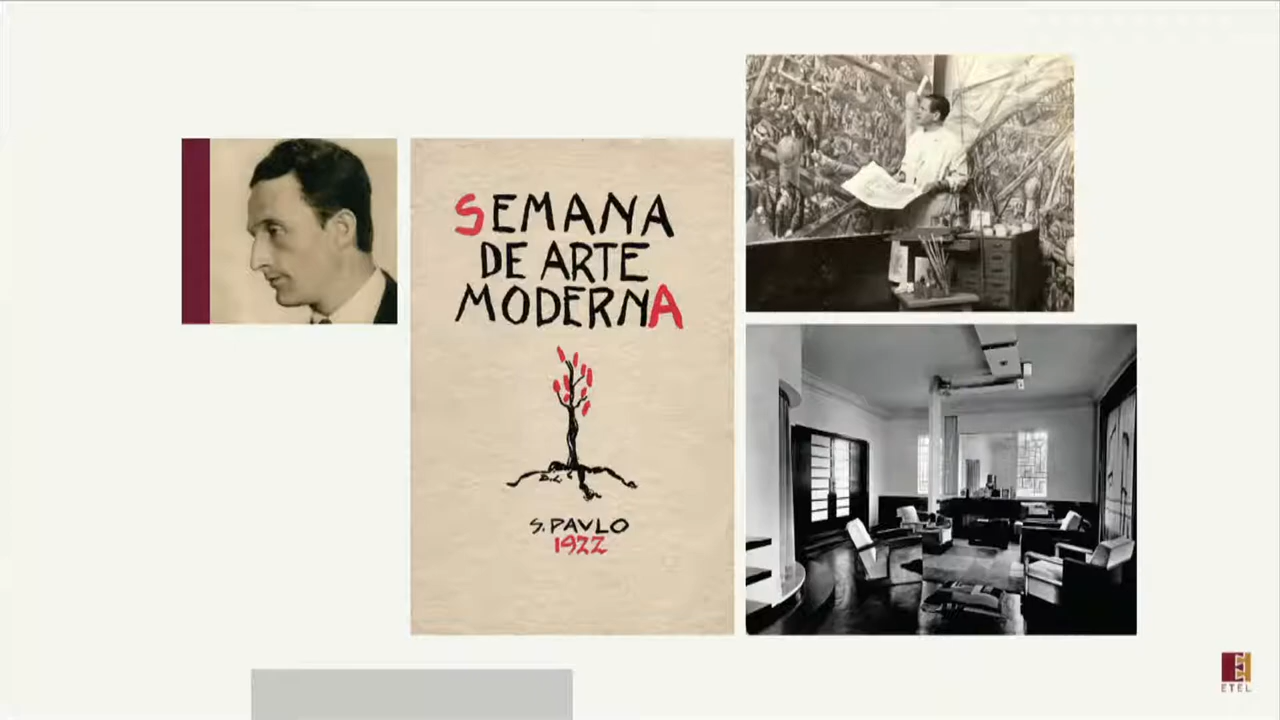 SEMANA
DE ARTE
MODERNA
S. PAVLO
1922
ETEL